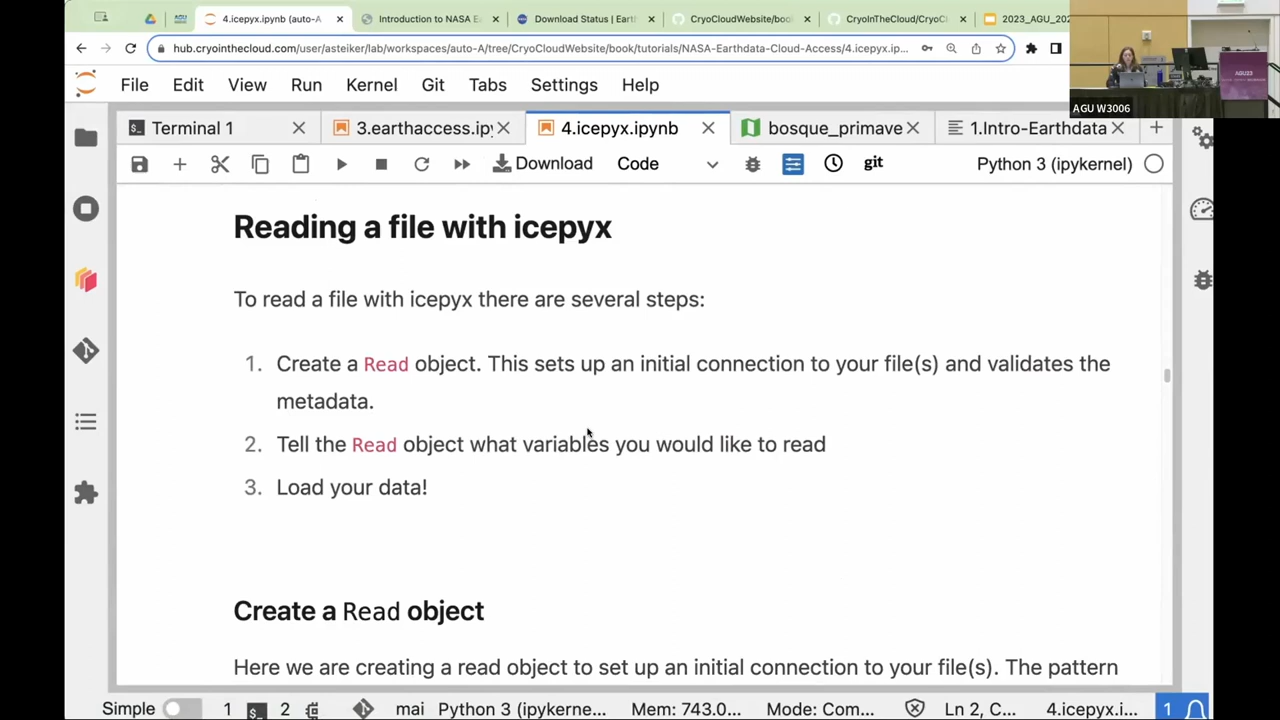 4.icepyx.ipynb (auto-A
Introduction to NASA E
Download Status | Eart
CryoCloudWebsite/boo
CryoInTheCloud/CryoC
2023_AGU_202
hub.cryointhecloud.com/user/asteiker/lab/workspaces/auto-A/tree/CryoCloudWebsite/book/tutorials/NASA-Earthdata-Cloud-Access/4.icepyx.ip...
AGU23
AGU W3006
File Edit View Run Kernel Git Tabs Settings Help
Terminal 1
3.earthaccess.ipy
4.icepyx.ipynb
bosque_primave
1.Intro-Earthdata
Download
Code
git
Python 3 (ipykernel)
Reading a file with icepyx
To read a file with icepyx there are several steps:
1. Create a Read object. This sets up an initial connection to your file(s) and validates the
metadata.
2. Tell the Read object what variables you would like to read
3. Load your data!
Create a Read object
Here we are creating a read object to set up an initial connection to your file(s). The pattern
Simple 1 2 mai Python 3 (ipykerne... Mem: 743.0... Mode: Com... Ln 2, C... 4.icepyx.i... 1